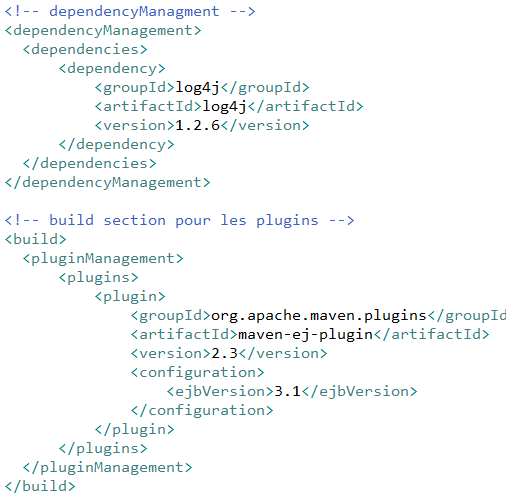 <!-- dependencyManagment -->
<dependencyManagement>
  <dependencies>
      <dependency>
          <groupId>log4j</groupId>
          <artifactId>log4j</artifactId>
          <version>1.2.6</version>
      </dependency>
  </dependencies>
</dependencyManagement>

<!-- build section pour les plugins -->
<build>
  <pluginManagement>
      <plugins>
          <plugin>
              <groupId>org.apache.maven.plugins</groupId
              <artifactId>maven-ej-plugin</artifactId>
              <version>2.3</version>
              <configuration>
                  <ejbVersion>3.1</ejbVersion>
              </configuration>
          </plugin>
      </plugins>
  </pluginManagement>
</build>